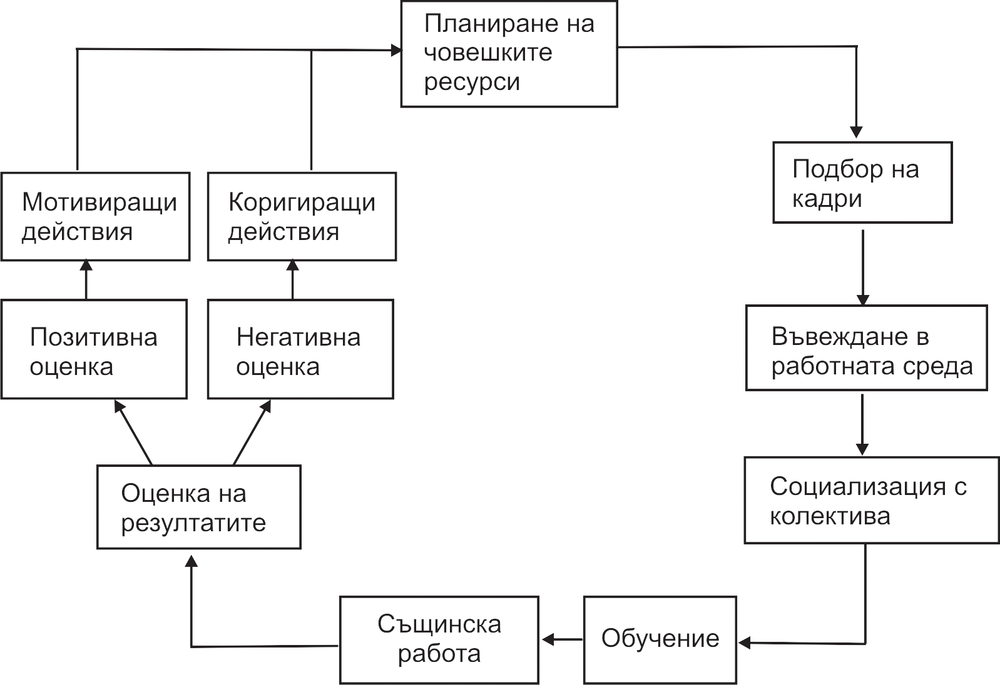 Планиране на
човешките
ресурси
Подбор на
кадри
Въвеждане в
работната среда
Социализация с
колектива
Обучение
Същинска
работа
Оценка на
резултатите
Позитивна
оценка
Негативна
оценка
Мотивиращи
действия
Коригиращи
действия